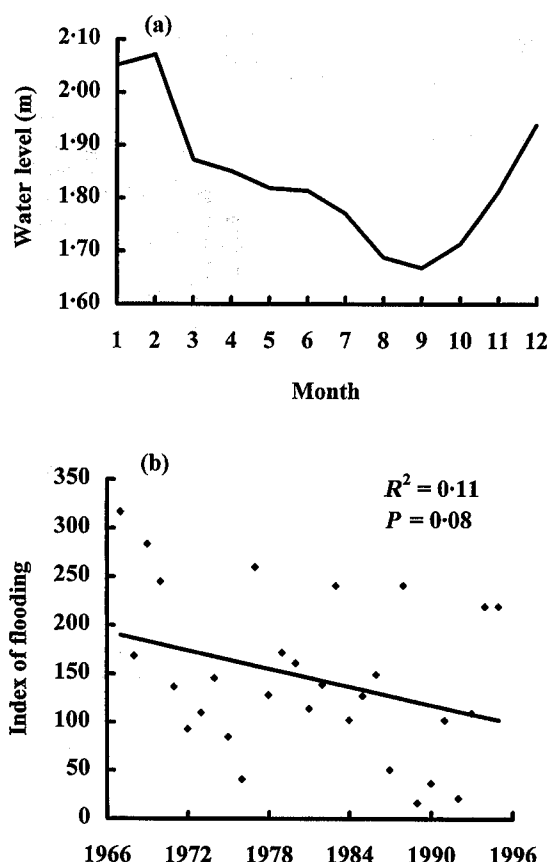 (a)
2·10
2·00
1·90
1·80
1·70
1·60
Water level (m)
1 2 3 4 5 6 7 8 9 10 11 12
Month
(b)
R² = 0·11
P = 0·08
350
300
250
200
150
100
50
0
Index of flooding
1966 1972 1978 1984 1990 1996